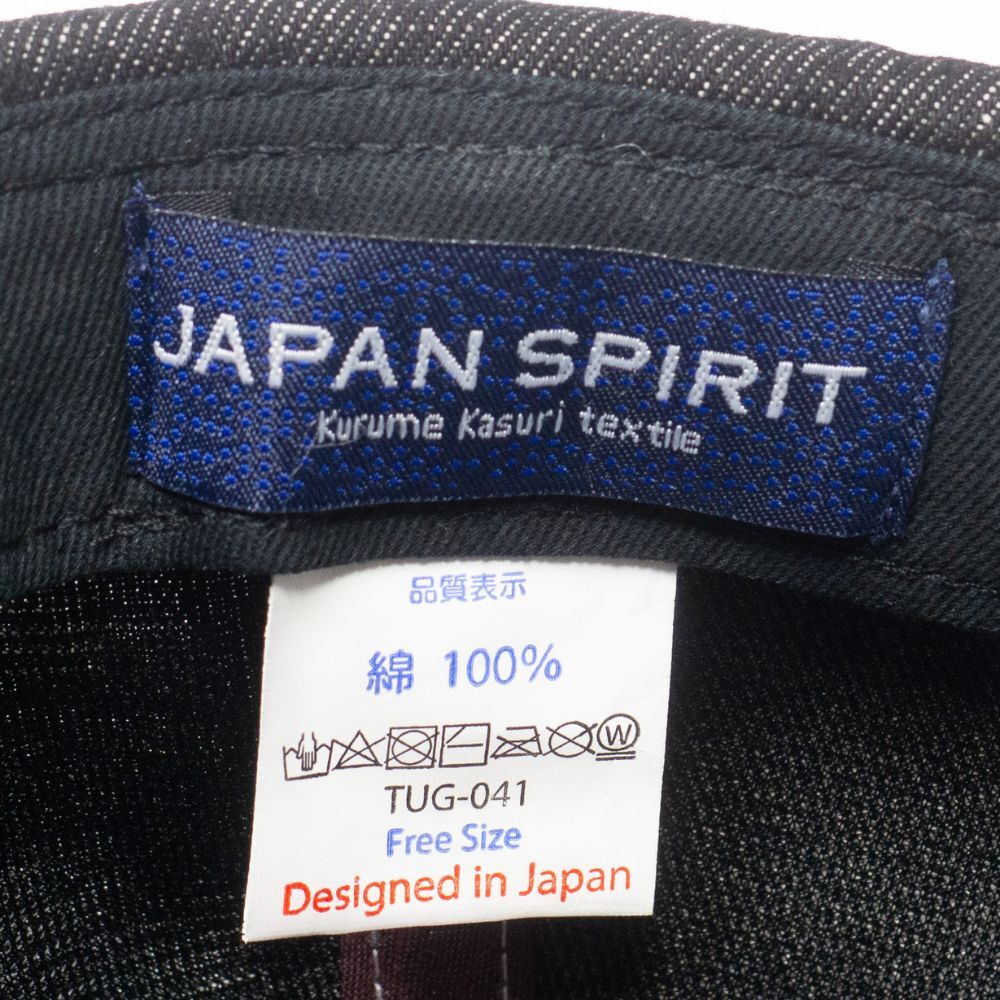 JAPAN SPIRIT
Kurume Kasuri textile
品質表示
綿 100%
W
TUG-041
Free Size
Designed in Japan